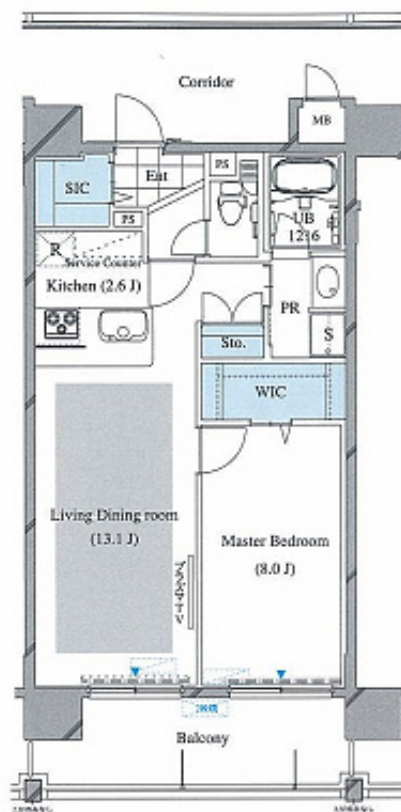 Corridor
MB
SIC
Ent
PS
PS
UB
1216
R
Service Counter
Kitchen (2.6 J)
PR
Sto.
S
WIC
Living Dining room
(13.1 J)
Master Bedroom
(8.0 J)
Balcony